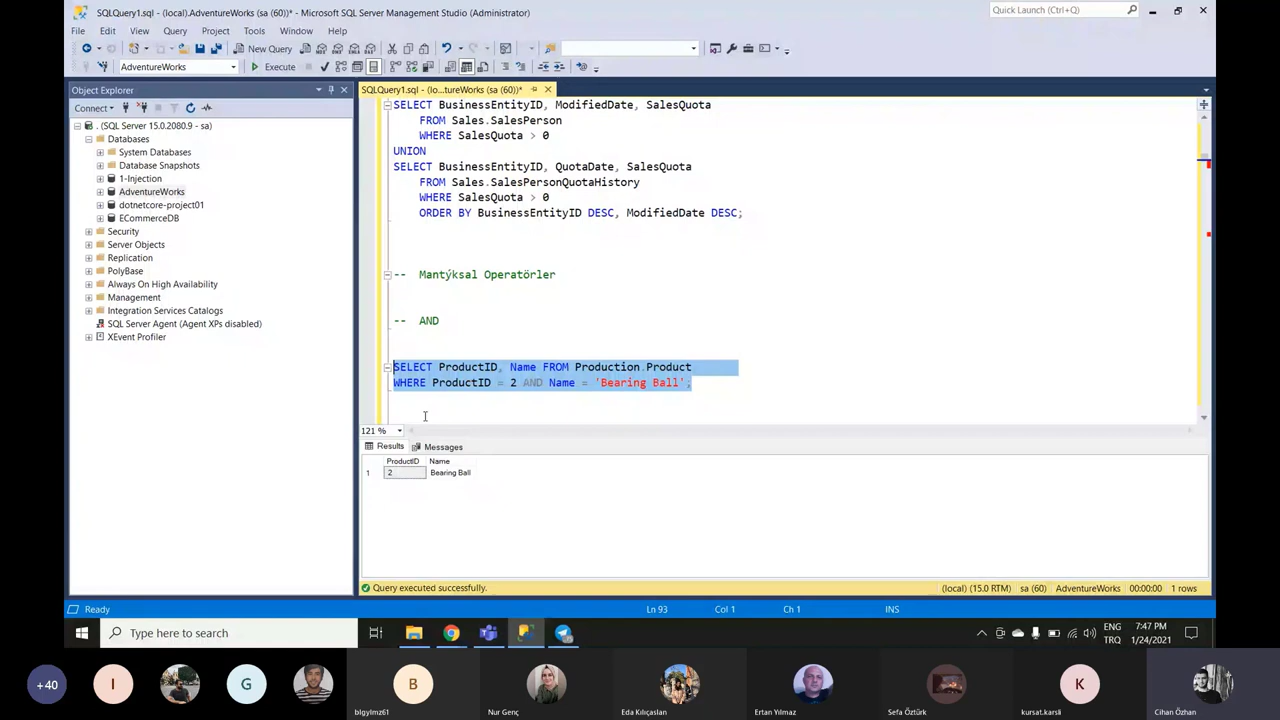 SQLQuery1.sql - (local).AdventureWorks (sa (60))* - Microsoft SQL Server Management Studio (Administrator)
Quick Launch (Ctrl+Q)
File Edit View Query Project Tools Window Help
New Query
AdventureWorks
Execute
Object Explorer
SQLQuery1.sql - (lo...tureWorks (sa (60))*
Connect
. (SQL Server 15.0.2080.9 - sa)
Databases
System Databases
Database Snapshots
1-Injection
AdventureWorks
dotnetcore-project01
ECommerceDB
Security
Server Objects
Replication
PolyBase
Always On High Availability
Management
Integration Services Catalogs
SQL Server Agent (Agent XPs disabled)
XEvent Profiler
SELECT BusinessEntityID, ModifiedDate, SalesQuota
FROM Sales.SalesPerson
WHERE SalesQuota > 0
UNION
SELECT BusinessEntityID, QuotaDate, SalesQuota
FROM Sales.SalesPersonQuotaHistory
WHERE SalesQuota > 0
ORDER BY BusinessEntityID DESC, ModifiedDate DESC;
-- Mantýksal Operatörler
-- AND
SELECT ProductID, Name FROM Production.Product
WHERE ProductID = 2 AND Name = 'Bearing Ball';
121 %
Results Messages
ProductID Name
1 2 Bearing Ball
Query executed successfully.
(local) (15.0 RTM) sa (60) AdventureWorks 00:00:00 1 rows
Ready
Ln 93 Col 1 Ch 1 INS
Type here to search
ENG
TRQ
7:47 PM
1/24/2021
+40
I
G
B
K
blgylmz61
Nur Genç
Eda Kılıçaslan
Ertan Yılmaz
Sefa Öztürk
kursat.karsli
Cihan Özhan